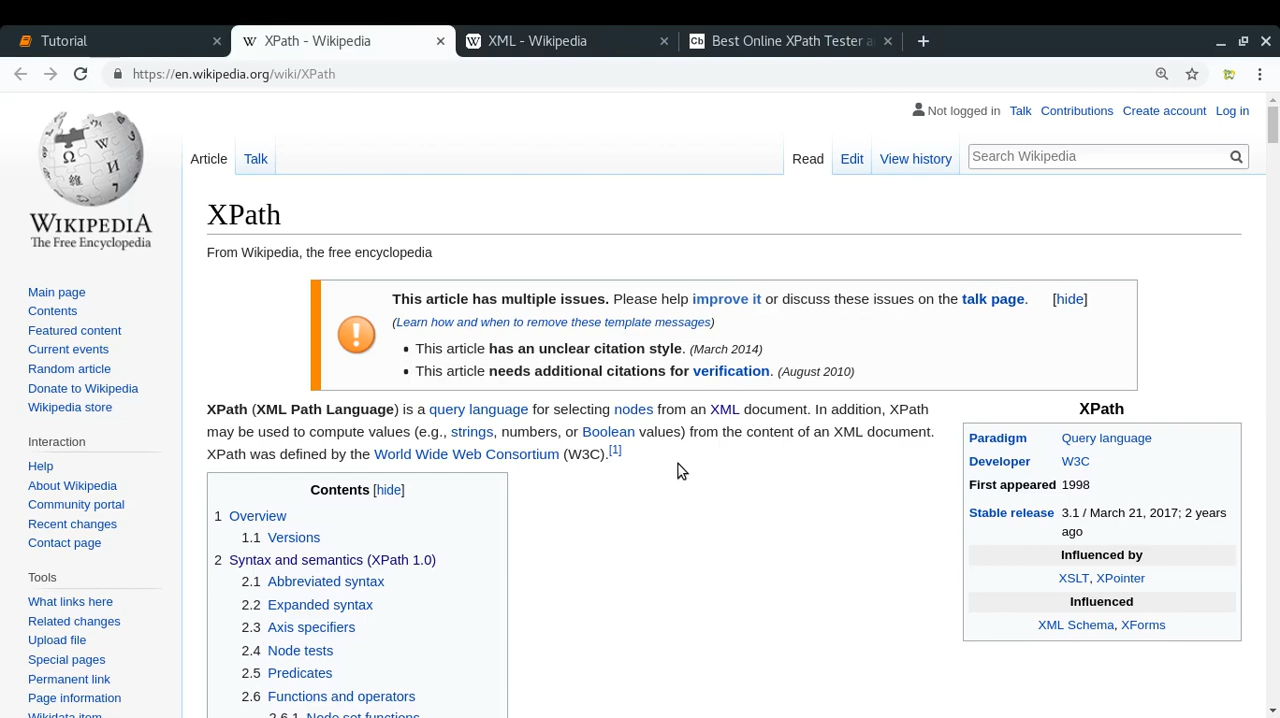 Tutorial
XPath - Wikipedia
XML - Wikipedia
Cb Best Online XPath Tester a
https://en.wikipedia.org/wiki/XPath
Not logged in Talk Contributions Create account Log in
Article Talk Read Edit View history Search Wikipedia
WIKIPEDIA
The Free Encyclopedia
Main page
Contents
Featured content
Current events
Random article
Donate to Wikipedia
Wikipedia store
Interaction
Help
About Wikipedia
Community portal
Recent changes
Contact page
Tools
What links here
Related changes
Upload file
Special pages
Permanent link
Page information
Wikidata item
XPath
From Wikipedia, the free encyclopedia
This article has multiple issues. Please help improve it or discuss these issues on the talk page. [hide]
(Learn how and when to remove these template messages)
• This article has an unclear citation style. (March 2014)
• This article needs additional citations for verification. (August 2010)
XPath (XML Path Language) is a query language for selecting nodes from an XML document. In addition, XPath
may be used to compute values (e.g., strings, numbers, or Boolean values) from the content of an XML document.
XPath was defined by the World Wide Web Consortium (W3C).[1]
Contents [hide]
1 Overview
1.1 Versions
2 Syntax and semantics (XPath 1.0)
2.1 Abbreviated syntax
2.2 Expanded syntax
2.3 Axis specifiers
2.4 Node tests
2.5 Predicates
2.6 Functions and operators
2.6.1 Node set functions
XPath
Paradigm Query language
Developer W3C
First appeared 1998
Stable release 3.1 / March 21, 2017; 2 years
ago
Influenced by
XSLT, XPointer
Influenced
XML Schema, XForms